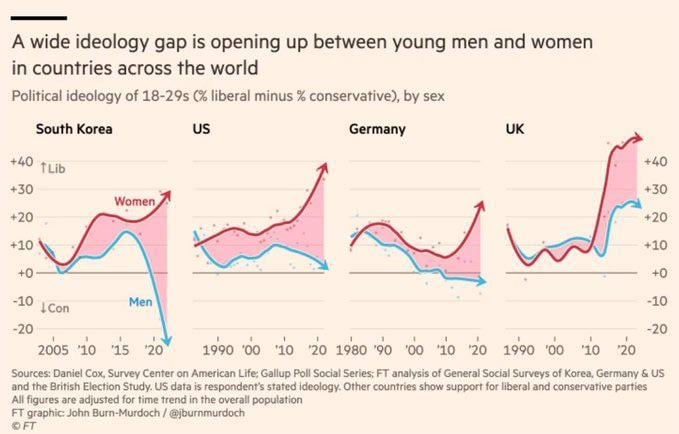 A wide ideology gap is opening up between young men and women
in countries across the world
Political ideology of 18-29s (% liberal minus % conservative), by sex
South Korea
US
Germany
UK
+40
+30
+20
+10
+0
-10
-20
↑Lib
↓Con
Women
Men
+40
+30
+20
+10
+0
-10
-20
2005 '10 '15 '20
1990 '00 '10 '20
1980 '90 '00 '10 '20
1990 '00 '10 '20
Sources: Daniel Cox, Survey Center on American Life; Gallup Poll Social Series; FT analysis of General Social Surveys of Korea, Germany & US
and the British Election Study. US data is respondent's stated ideology. Other countries show support for liberal and conservative parties
All figures are adjusted for time trend in the overall population
FT graphic: John Burn-Murdoch / @jburnmurdoch
© FT